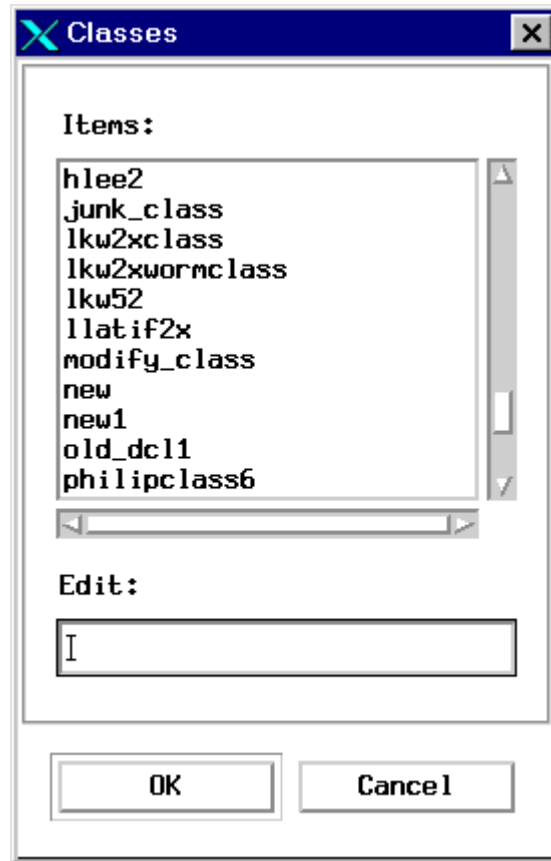 Classes
Items:
hlee2
junk_class
lkw2xclass
lkw2xwormclass
lkw52
llatif2x
modify_class
new
new1
old_dcl1
philipclass6
Edit:
OK
Cancel